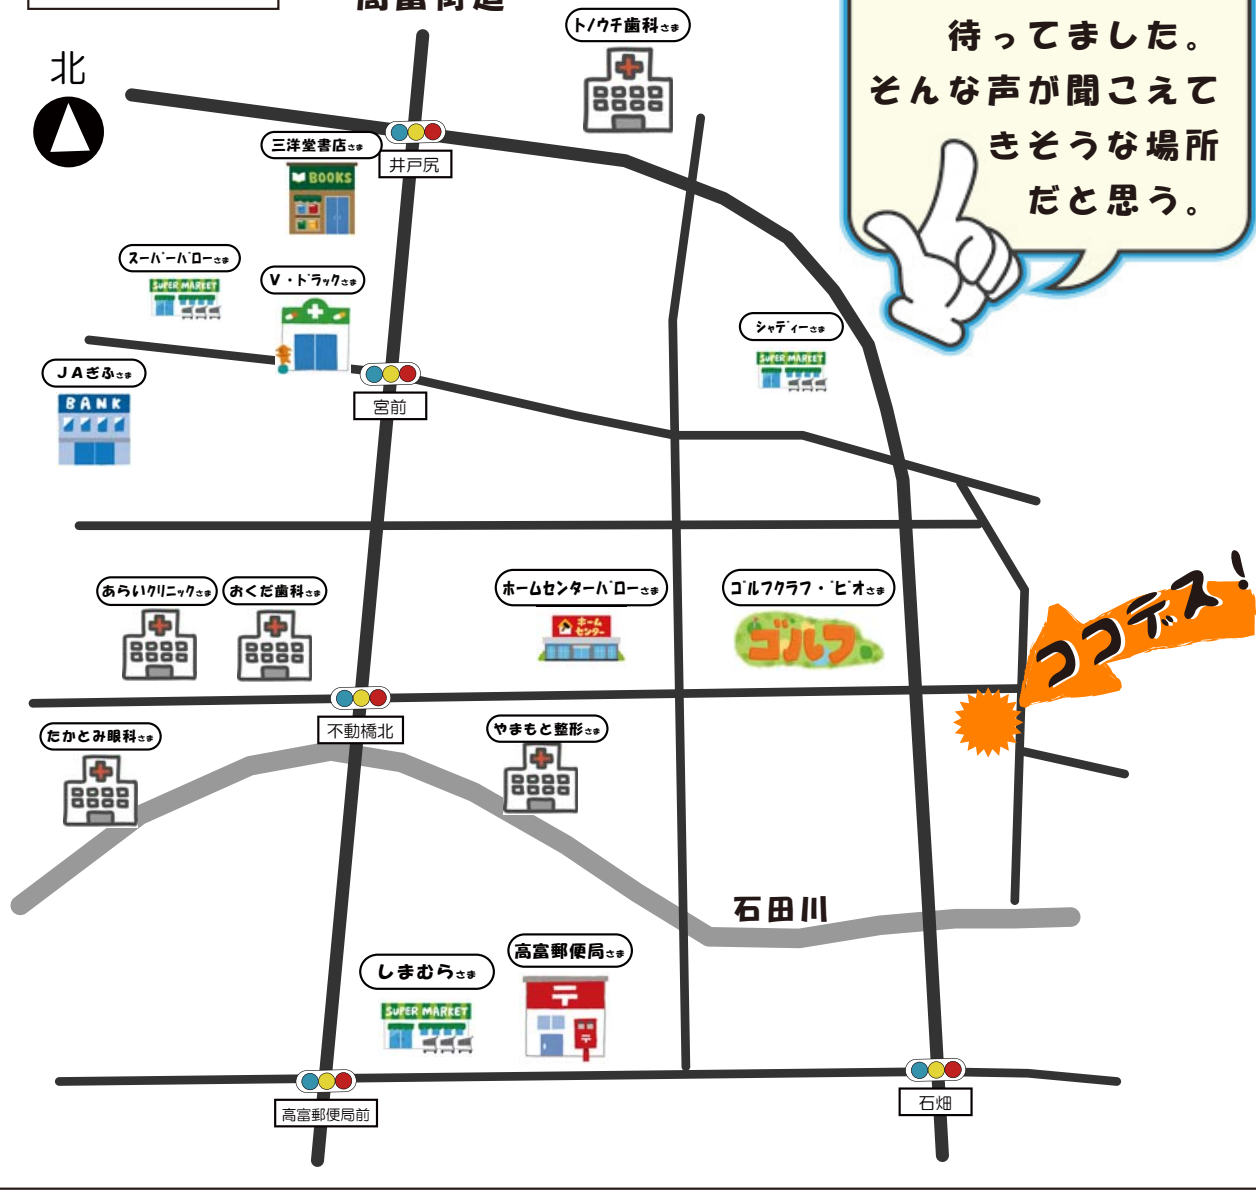 高富街道
トノウチ歯科さま
待ってました。
そんな声が聞こえて
きそうな場所
だと思う。
北
三洋堂書店さま
井戸尻
BOOKS
スーパーバローさま
SUPER MARKET
V・ドラックさま
シャディーさま
SUPER MARKET
JAぎふさま
BANK
宮前
ココデス!
あらいクリニックさま
おくだ歯科さま
ホームセンターバローさま
ホーム
センター
ゴルフクラブ・ビオさま
ゴルフ
不動橋北
たかとみ眼科さま
やまもと整形さま
石田川
しまむらさま
SUPER MARKET
高富郵便局さま
〒
〒
高富郵便局前
石畑